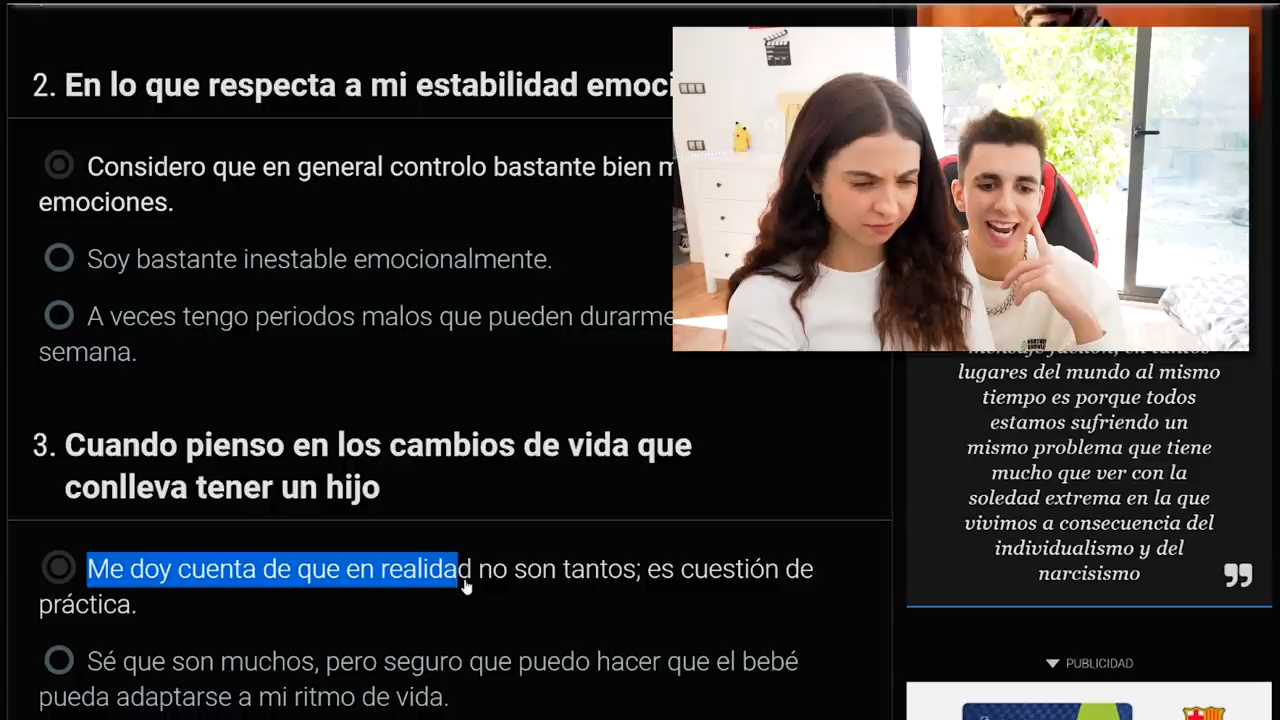 2. En lo que respecta a mi estabilidad
Considero que en general controlo bastante bien
emociones.
Soy bastante inestable emocionalmente.
A veces tengo periodos malos que pueden
semana.
3. Cuando pienso en los cambios de vida que
conlleva tener un hijo
Me doy cuenta de que en realidad no son tantos; es cuestión de
práctica.
Sé que son muchos, pero seguro que puedo hacer que el bebé
pueda adaptarse a mi ritmo de vida.
lugares del mundo al mismo
tiempo es porque todos
estamos sufriendo un
mismo problema que tiene
mucho que ver con la
soledad extrema en la que
vivimos a consecuencia del
individualismo y del
narcisismo
PUBLICIDAD